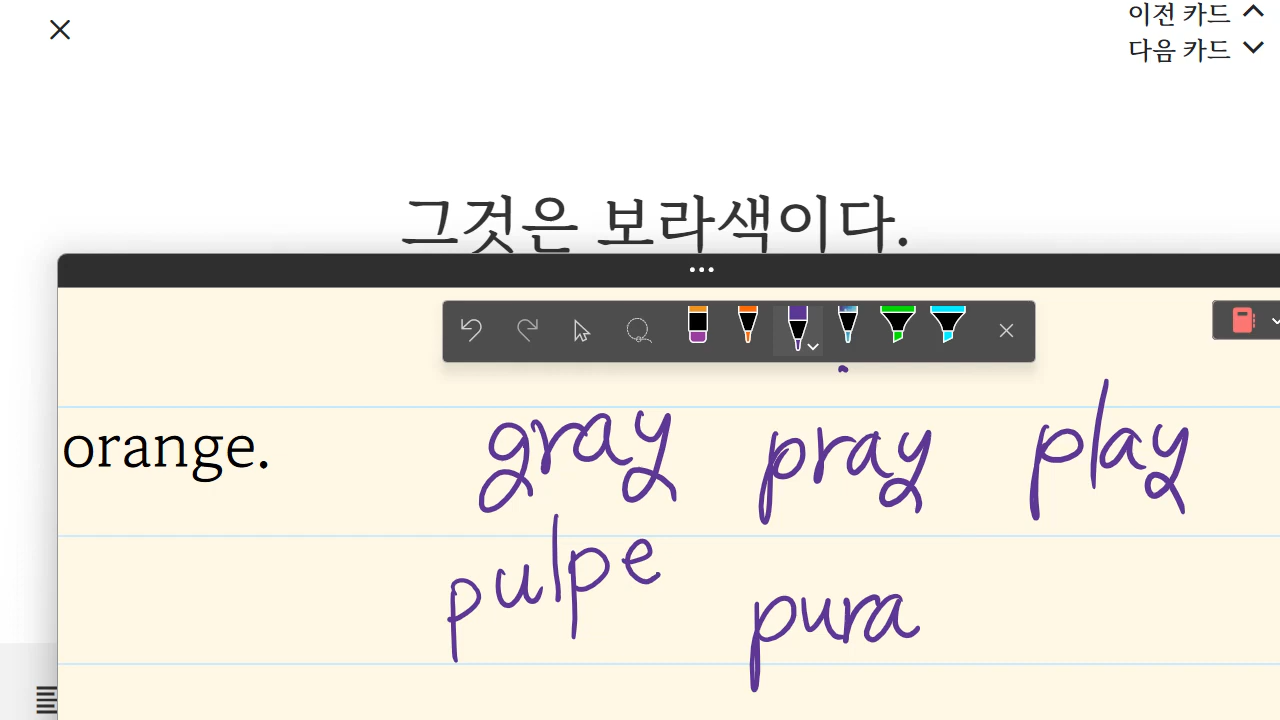 이전 카드
다음 카드
그것은 보라색이다.
orange. gray pray play
pulpe pura